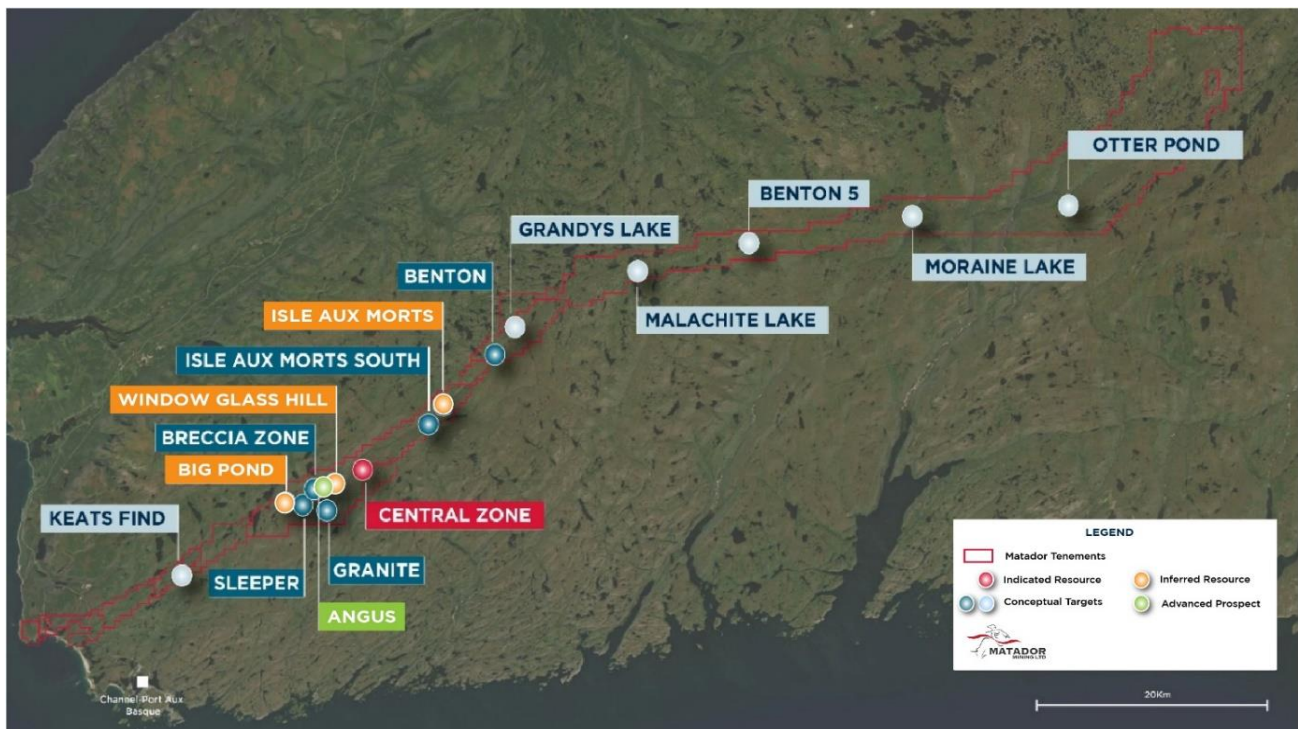 OTTER POND
BENTON 5
GRANDYS LAKE
MORAINE LAKE
BENTON
MALACHITE LAKE
ISLE AUX MORTS
ISLE AUX MORTS SOUTH
WINDOW GLASS HILL
BRECCIA ZONE
BIG POND
KEATS FIND
CENTRAL ZONE
GRANITE
SLEEPER
ANGUS
LEGEND
Matador Tenements
Indicated Resource
Inferred Resource
Conceptual Targets
Advanced Prospect
MATADOR
MINING LTD
20Km
Channel-Port Aux
Basque